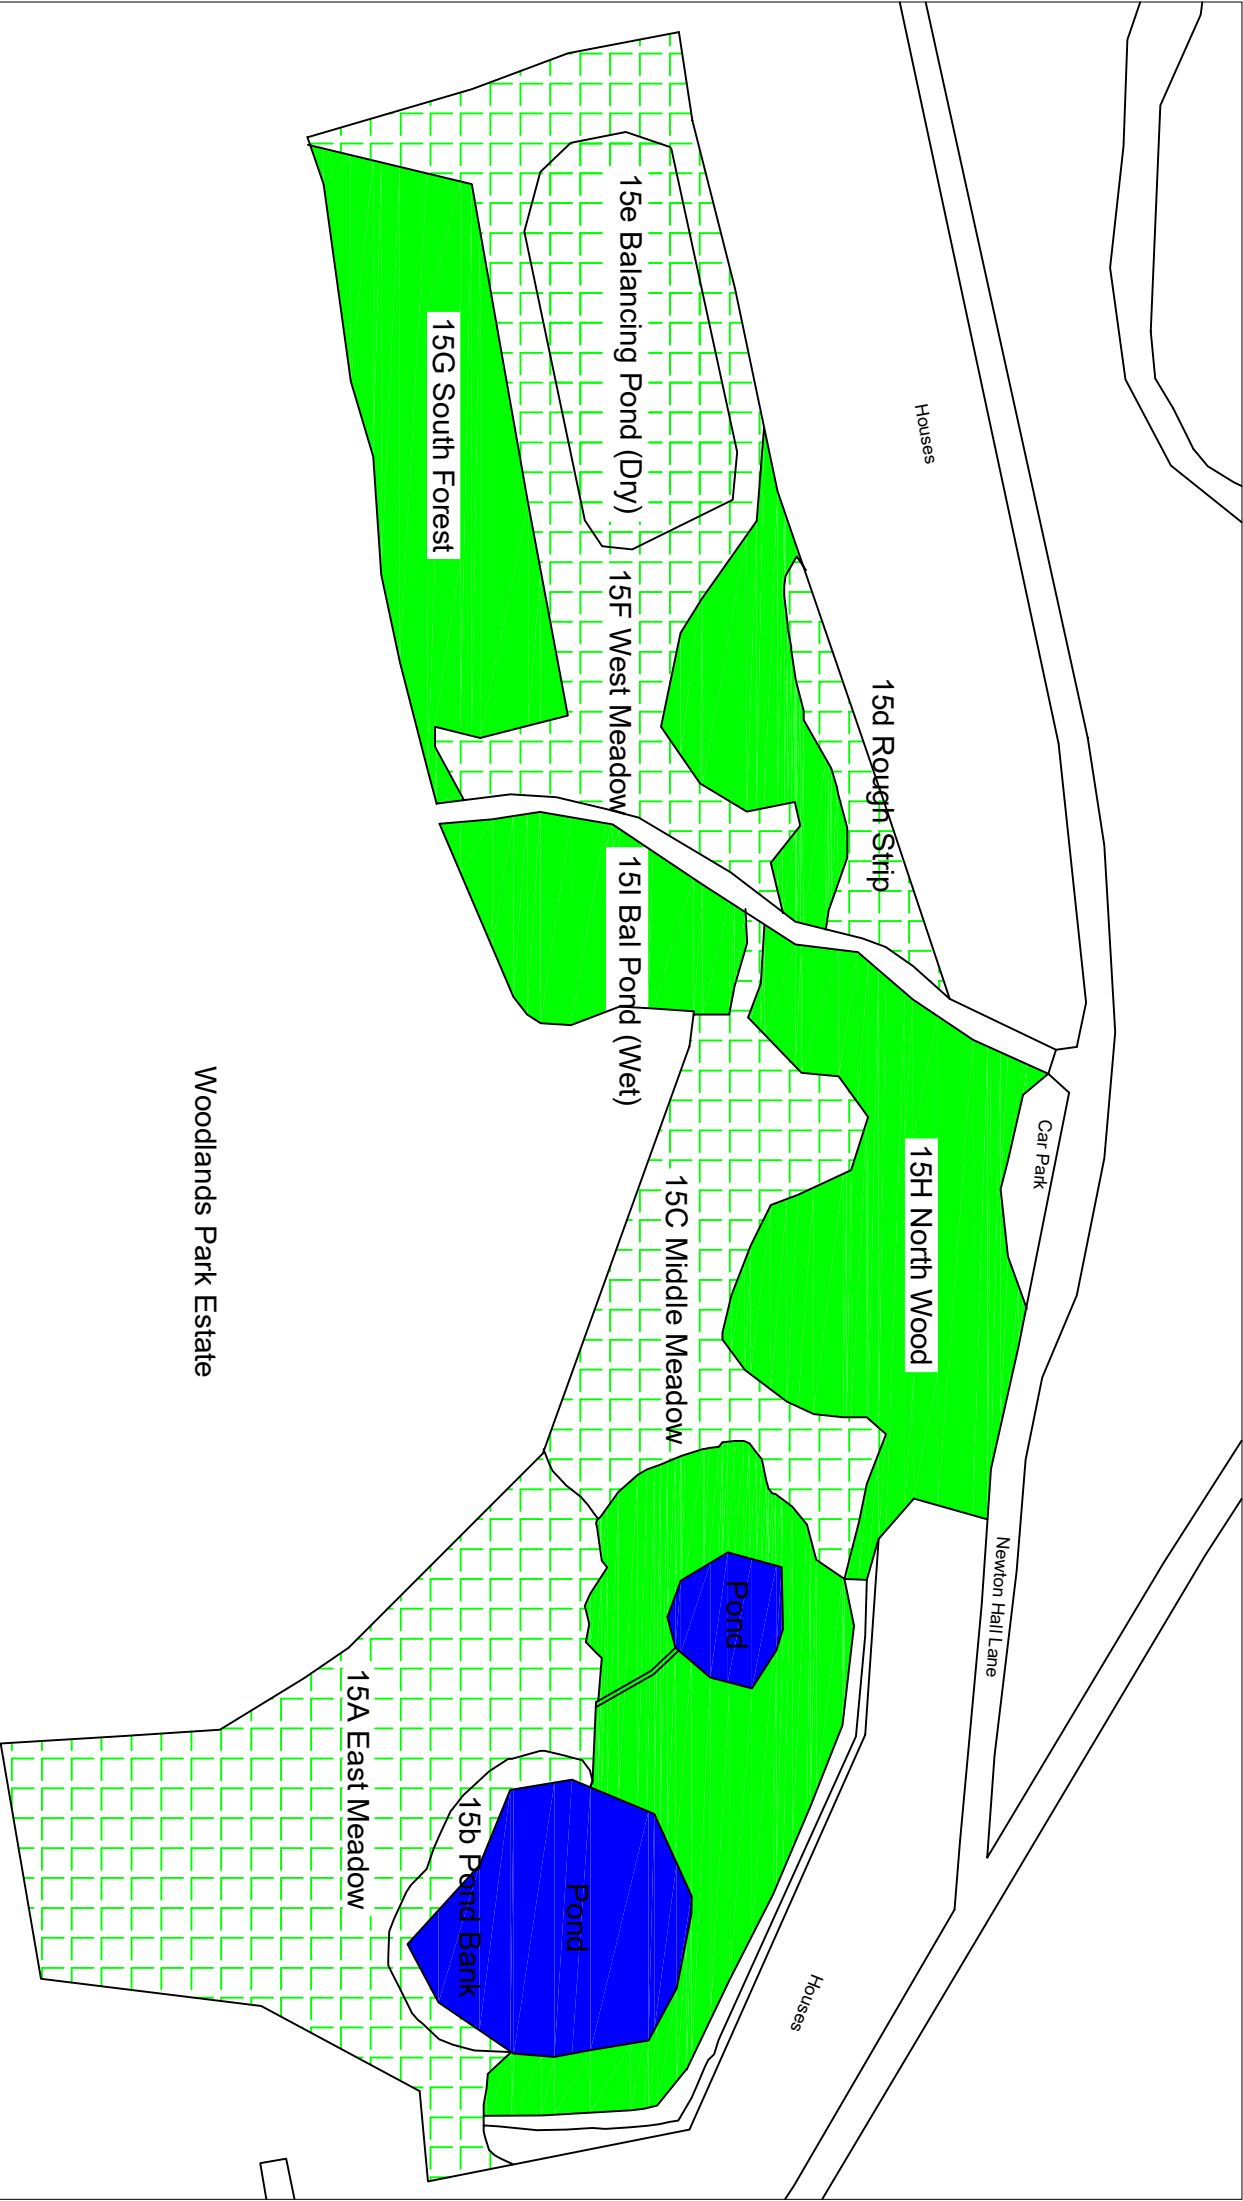 Houses
15e Balancing Pond (Dry)
15G South Forest
15F West Meadow
15d Rough Strip
15I Bal Pond (Wet)
Car Park
15H North Wood
15C Middle Meadow
Woodlands Park Estate
Newton Hall Lane
Pond
15A East Meadow
15b Pond Bank
Pond
Houses